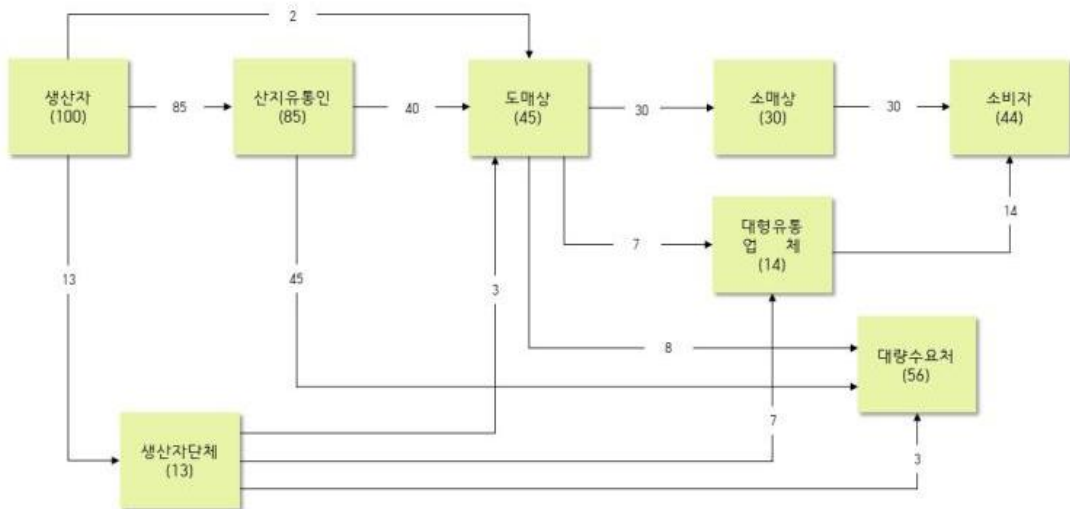 2
생산자
(100)
85
산지유통인
(85)
40
도매상
(45)
30
소매상
(30)
30
소비자
(44)
13
45
3
7
대형유통
업 체
(14)
14
8
대량수요처
(56)
7
3
생산자단체
(13)